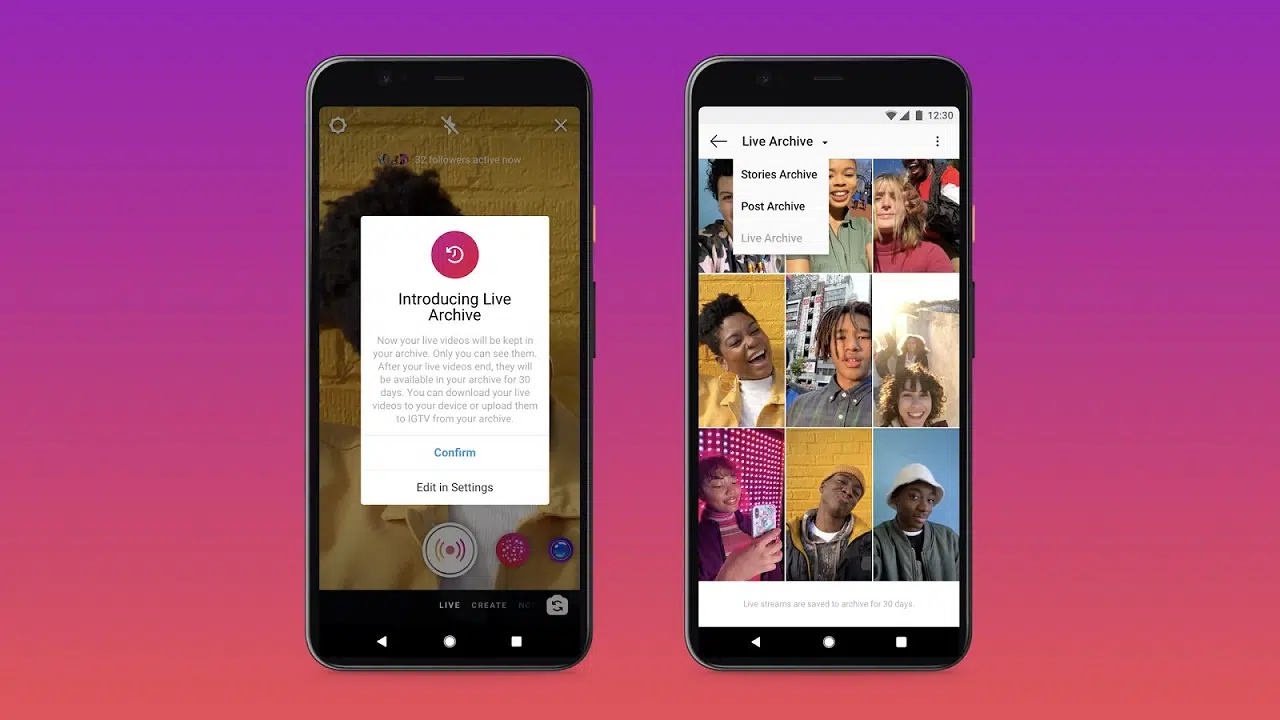 32 followers active now
Introducing Live
Archive
Now your live videos will be kept in
your archive. Only you can see them.
After your live videos end, they will
be available in your archive for 30
days. You can download your live
videos to your device or upload them
to IGTV from your archive.
Confirm
Edit in Settings
LIVE CREATE
12:30
Live Archive
Stories Archive
Post Archive
Live Archive
Live streams are saved to archive for 30 days.